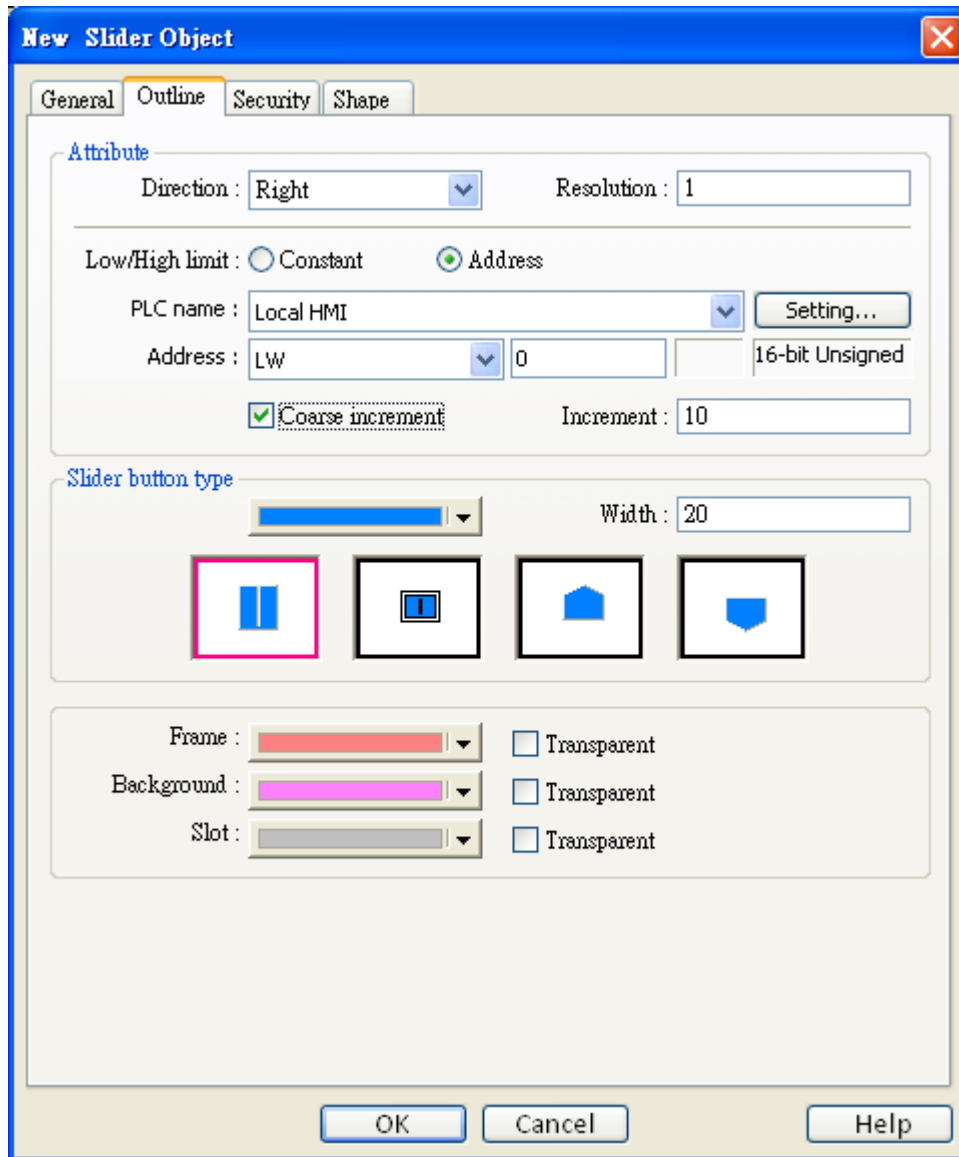 New Slider Object
General Outline Security Shape
Attribute
Direction : Right Resolution : 1
Low/High limit : Constant Address
PLC name : Local HMI Setting...
Address : LW 0 16-bit Unsigned
Coarse increment Increment : 10
Slider button type
Width : 20
Frame : Transparent
Background : Transparent
Slot : Transparent
OK Cancel Help